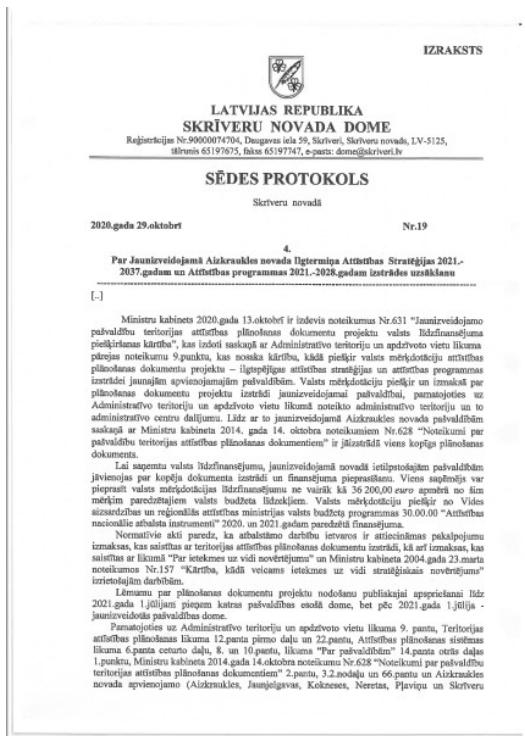 IZRAKSTS
LATVIJAS REPUBLIKA
SKRĪVERU NOVADA DOME
Reģistrācijas Nr.90000074704, Daugavas iela 59, Skrīveri, Skrīveru novads, LV-5125,
tālrunis 65197675, fakss 65197747, e-pasts: dome@skriveri.lv
SĒDES PROTOKOLS
Skrīveru novadā
2020.gada 29.oktobrī Nr.19
4.
Par Jaunizveidojamā Aizkraukles novada Ilgtermiņa Attīstības Stratēģijas 2021.-
2037.gadam un Attīstības programmas 2021.-2028.gadam izstrādes uzsākšanu
[..]
Ministru kabinets 2020.gada 13.oktobrī ir izdevis noteikumus Nr.631 “Jaunizveidojamo
pašvaldību teritorijas attīstības plānošanas dokumentu projektu valsts līdzfinansējuma
piešķiršanas kārtība”, kas izdoti saskaņā ar Administratīvo teritoriju un apdzīvoto vietu likuma
pārejas noteikumu 9.punktu, kas nosaka kārtību, kādā piešķir valsts mērķdotāciju attīstības
plānošanas dokumentu projektu – ilgtspējīgas attīstības stratēģijas un attīstības programmas
izstrādei jaunajām apvienojamajām pašvaldībām. Valsts mērķdotāciju piešķir un izmaksā par
plānošanas dokumentu projektu izstrādi jaunizveidojamai pašvaldībai, pamatojoties uz
Administratīvo teritoriju un apdzīvoto vietu likumā noteikto administratīvo teritoriju un to
administratīvo centru dalījumu. Līdz ar to jaunizveidojamā Aizkraukles novada pašvaldībām
saskaņā ar Ministru kabineta 2014. gada 14. oktobra noteikumiem Nr.628 “Noteikumi par
pašvaldību teritorijas attīstības plānošanas dokumentiem” ir jāizstrādā viens kopīgs plānošanas
dokuments.
Lai saņemtu valsts līdzfinansējumu, jaunizveidojamā novadā ietilpstošajām pašvaldībām
jāvienojas par kopēja dokumenta izstrādi un finansējuma pieprasīšanu. Viens saņēmējs var
pieprasīt valsts mērķdotācijas līdzfinansējumu ne vairāk kā 36 200,00 euro apmērā no šim
mērķim paredzētajiem valsts budžeta līdzekļiem. Valsts mērķdotāciju piešķir no Vides
aizsardzības un reģionālās attīstības ministrijas valsts budžeta programmas 30.00.00 “Attīstības
nacionālie atbalsta instrumenti” 2020. un 2021.gadam paredzētā finansējuma.
Normatīvie akti paredz, ka atbalstāmo darbību ietvaros ir attiecināmas pakalpojumu
izmaksas, kas saistītas ar teritorijas attīstības plānošanas dokumentu izstrādi, kā arī izmaksas, kas
saistītas ar likumā “Par ietekmes uz vidi novērtējumu” un Ministru kabineta 2004.gada 23.marta
noteikumos Nr.157 “Kārtība, kādā veicams ietekmes uz vidi stratēģiskais novērtējums”
izrietošajām darbībām.
Lēmumu par plānošanas dokumentu projektu nodošanu publiskajai apspriešanai līdz
2021.gada 1.jūlijam pieņem katras pašvaldības esošā dome, bet pēc 2021.gada 1.jūlija -
jaunizveidotās pašvaldības dome.
Pamatojoties uz Administratīvo teritoriju un apdzīvoto vietu likuma 9. pantu, Teritorijas
attīstības plānošanas likuma 12.panta pirmo daļu un 22.pantu, Attīstības plānošanas sistēmas
likuma 6.panta ceturto daļu, 8. un 10.pantu, likuma “Par pašvaldībām” 14.panta otrās daļas
1.punktu, Ministru kabineta 2014.gada 14.oktobra noteikumu Nr.628 “Noteikumi par pašvaldību
teritorijas attīstības plānošanas dokumentiem” 2.pantu, 3.2.nodaļu un 66.pantu un Aizkraukles
novada apvienojamo (Aizkraukles, Jaunjelgavas, Kokneses, Neretas, Pļaviņu un Skrīveru